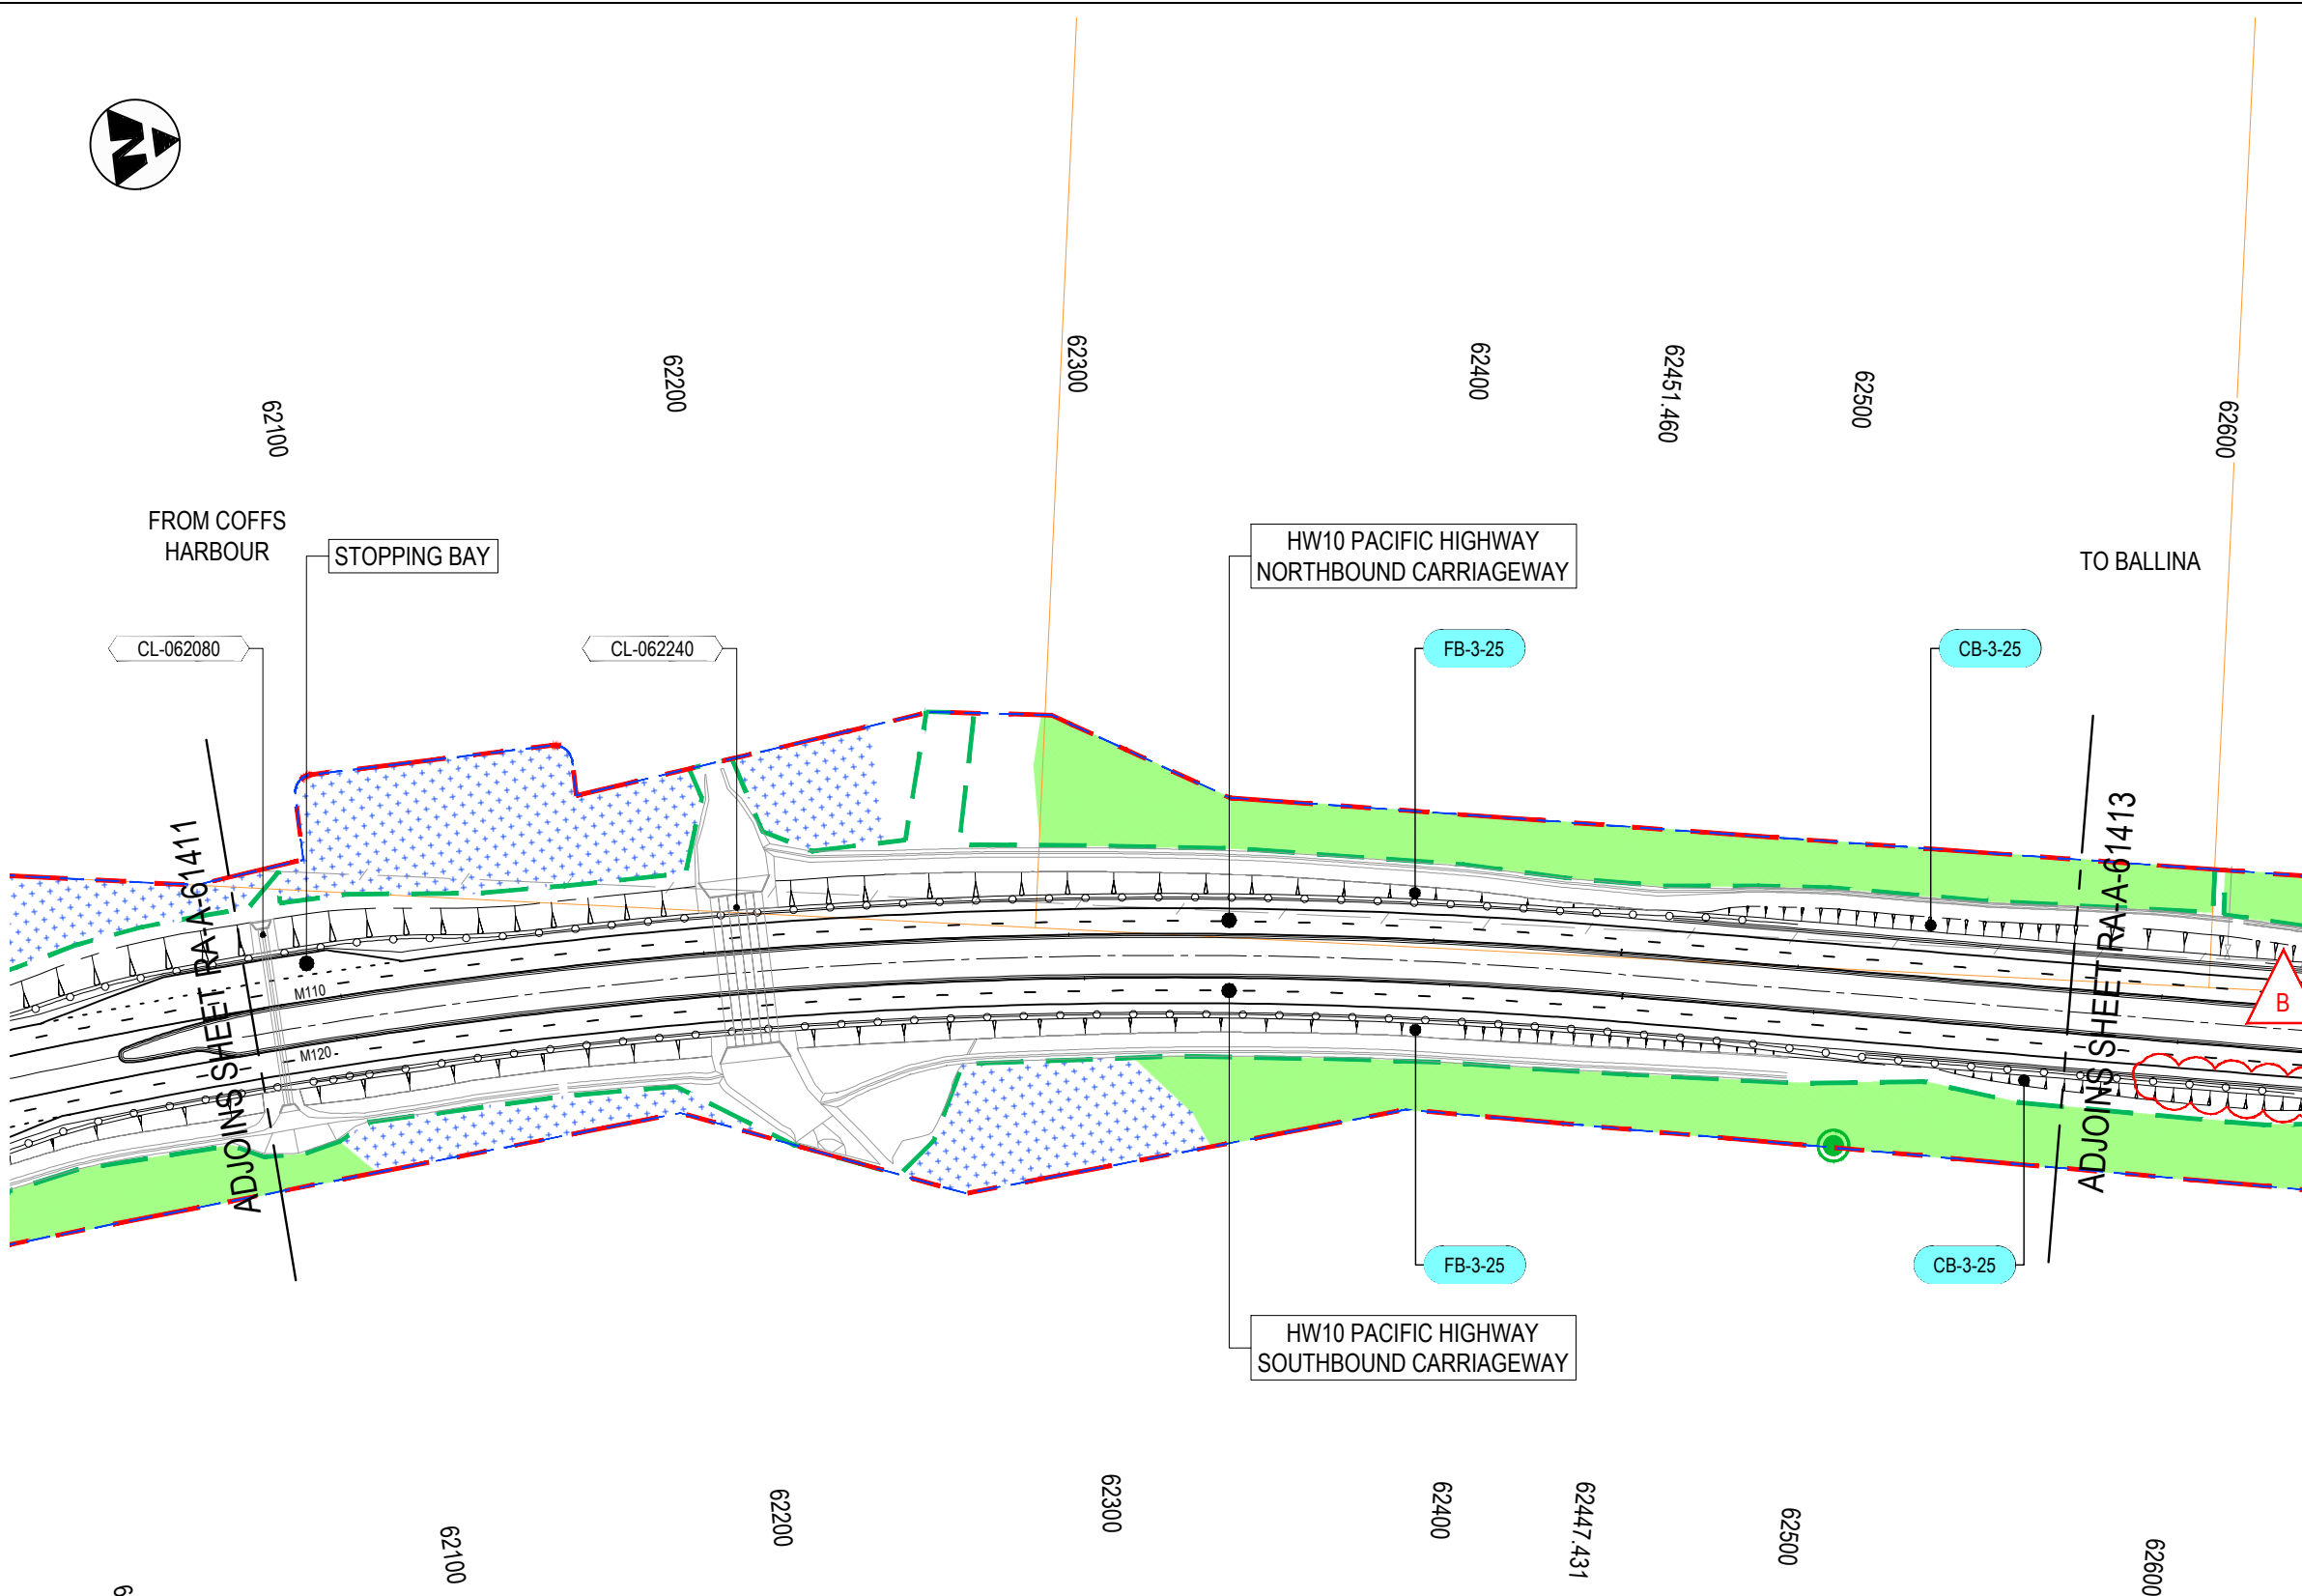 N
62100
62200
62300
62400
62451.460
62500
62600
FROM COFFS
HARBOUR
STOPPING BAY
HW10 PACIFIC HIGHWAY
NORTHBOUND CARRIAGEWAY
TO BALLINA
CL-062080
CL-062240
FB-3-25
CB-3-25
ADJOINS SHEET RA-A-61411
ADJOINS SHEET RA-A-61413
M110
M120
B
FB-3-25
CB-3-25
HW10 PACIFIC HIGHWAY
SOUTHBOUND CARRIAGEWAY
62100
62200
62300
62400
62447.431
62500
62600